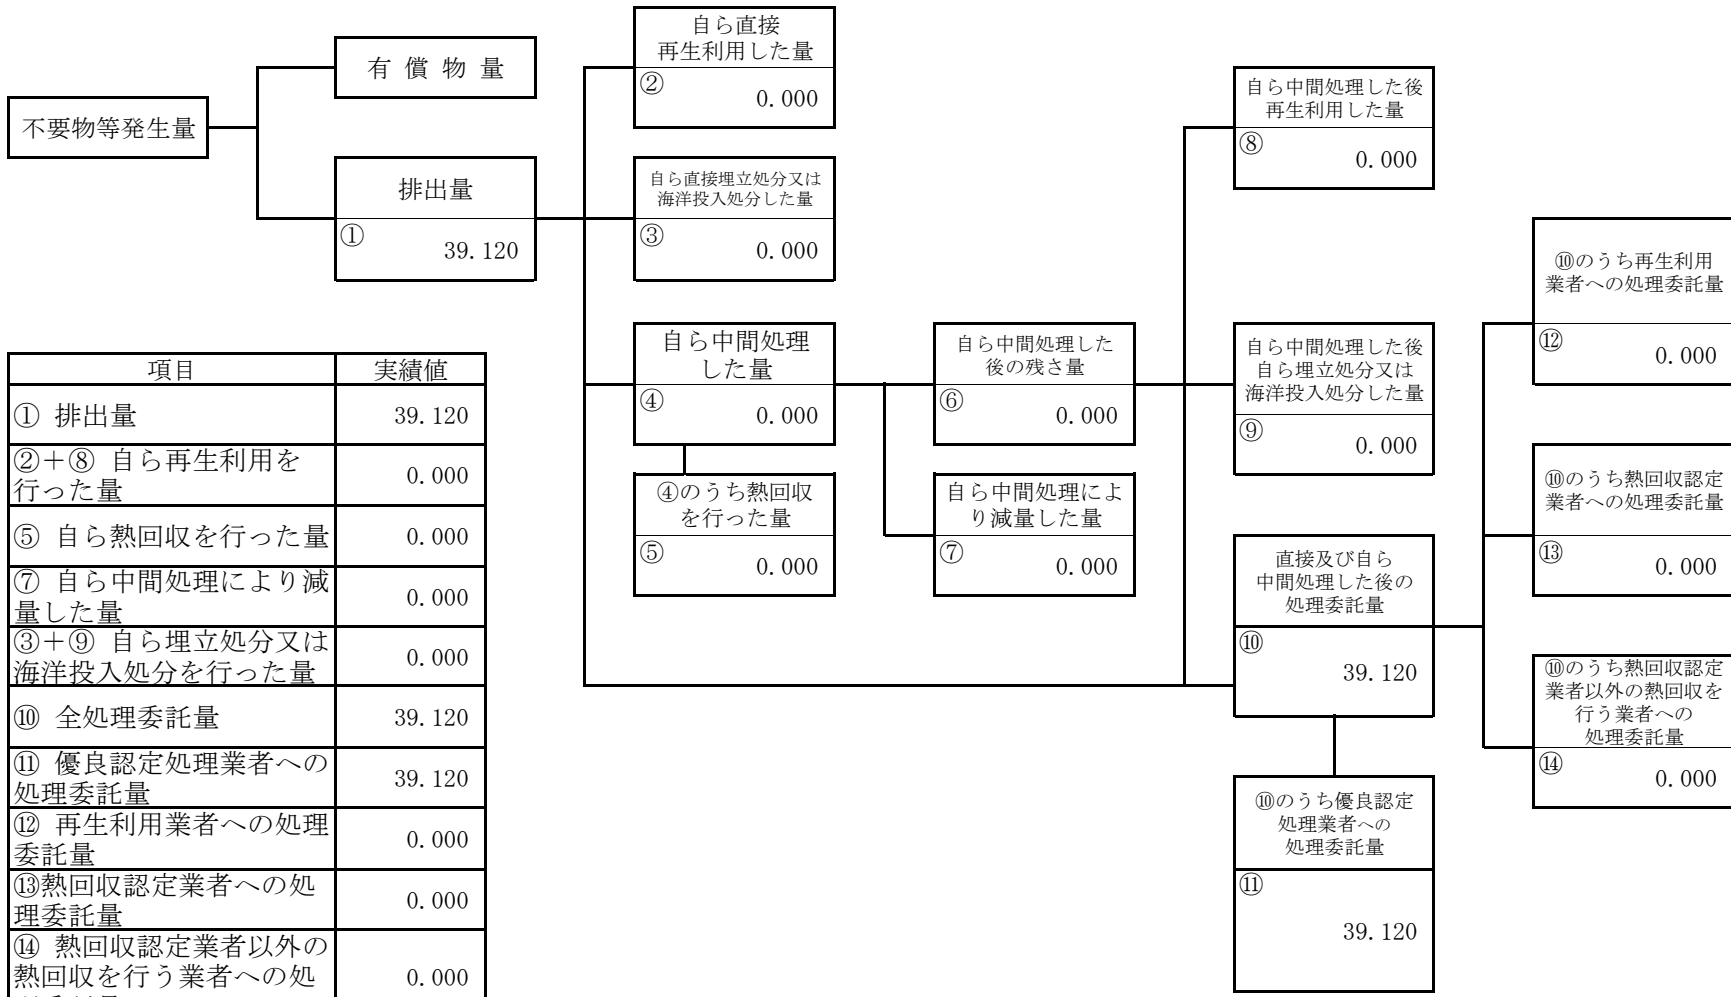 不要物等発生量
有 償 物 量
排出量
①
39.120
自ら直接
再生利用した量
②
0.000
自ら直接埋立処分又は
海洋投入処分した量
③
0.000
自ら中間処理
した量
④
0.000
④のうち熱回収
を行った量
⑤
0.000
自ら中間処理した
後の残さ量
⑥
0.000
自ら中間処理によ
り減量した量
⑦
0.000
自ら中間処理した後
再生利用した量
⑧
0.000
自ら中間処理した後
自ら埋立処分又は
海洋投入処分した量
⑨
0.000
直接及び自ら
中間処理した後の
処理委託量
⑩
39.120
⑩のうち優良認定
処理業者への
処理委託量
⑪
39.120
⑩のうち再生利用
業者への処理委託量
⑫
0.000
⑩のうち熱回収認定
業者への処理委託量
⑬
0.000
⑩のうち熱回収認定
業者以外の熱回収を
行う業者への
処理委託量
⑭
0.000
項目 実績値
① 排出量 39.120
②+⑧ 自ら再生利用を
行った量 0.000
⑤ 自ら熱回収を行った量 0.000
⑦ 自ら中間処理により減
量した量 0.000
③+⑨ 自ら埋立処分又は
海洋投入処分を行った量 0.000
⑩ 全処理委託量 39.120
⑪ 優良認定処理業者への
処理委託量 39.120
⑫ 再生利用業者への処理
委託量 0.000
⑬熱回収認定業者への処
理委託量 0.000
⑭ 熱回収認定業者以外の
熱回収を行う業者への処 0.000